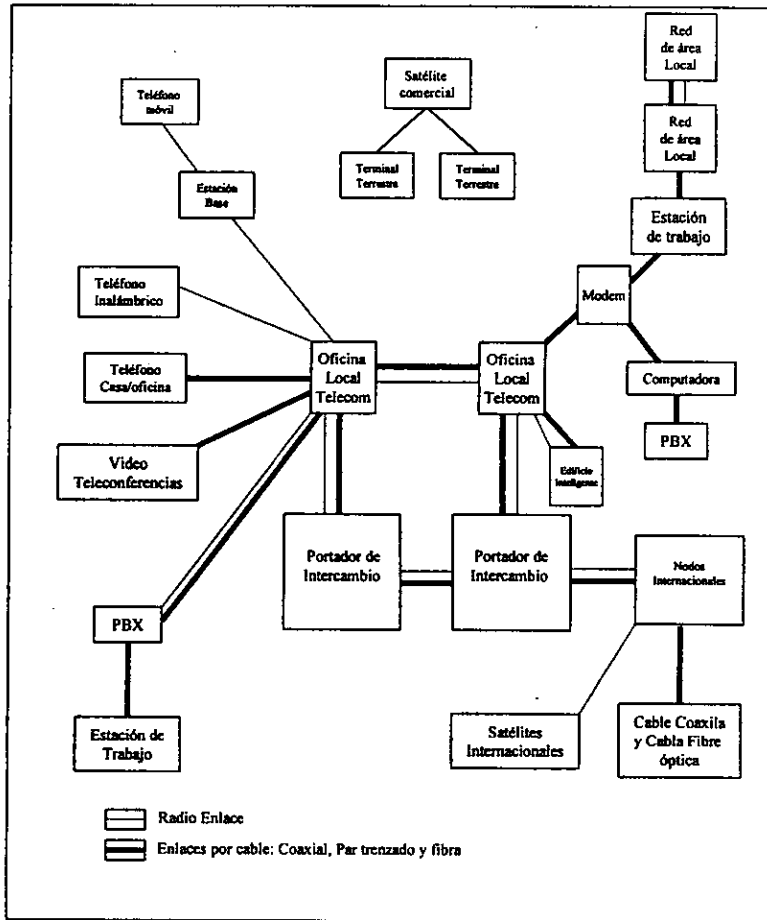 Red
de área
Local
Teléfono
móvil
Satélite
comercial
Red
de área
Local
Terminal
Terrestre
Terminal
Terrestre
Estación
Base
Estación
de trabajo
Teléfono
Inalámbrico
Modem
Oficina
Local
Telecom
Oficina
Local
Telecom
Teléfono
Casa/oficina
Computadora
PBX
Video
Teleconferencias
Edificio
Inteligente
Portador de
Intercambio
Portador de
Intercambio
Nodos
Internacionales
PBX
Estación de
Trabajo
Satélites
Internacionales
Cable Coaxila
y Cabla Fibre
óptica
Radio Enlace
Enlaces por cable: Coaxial, Par trenzado y fibra